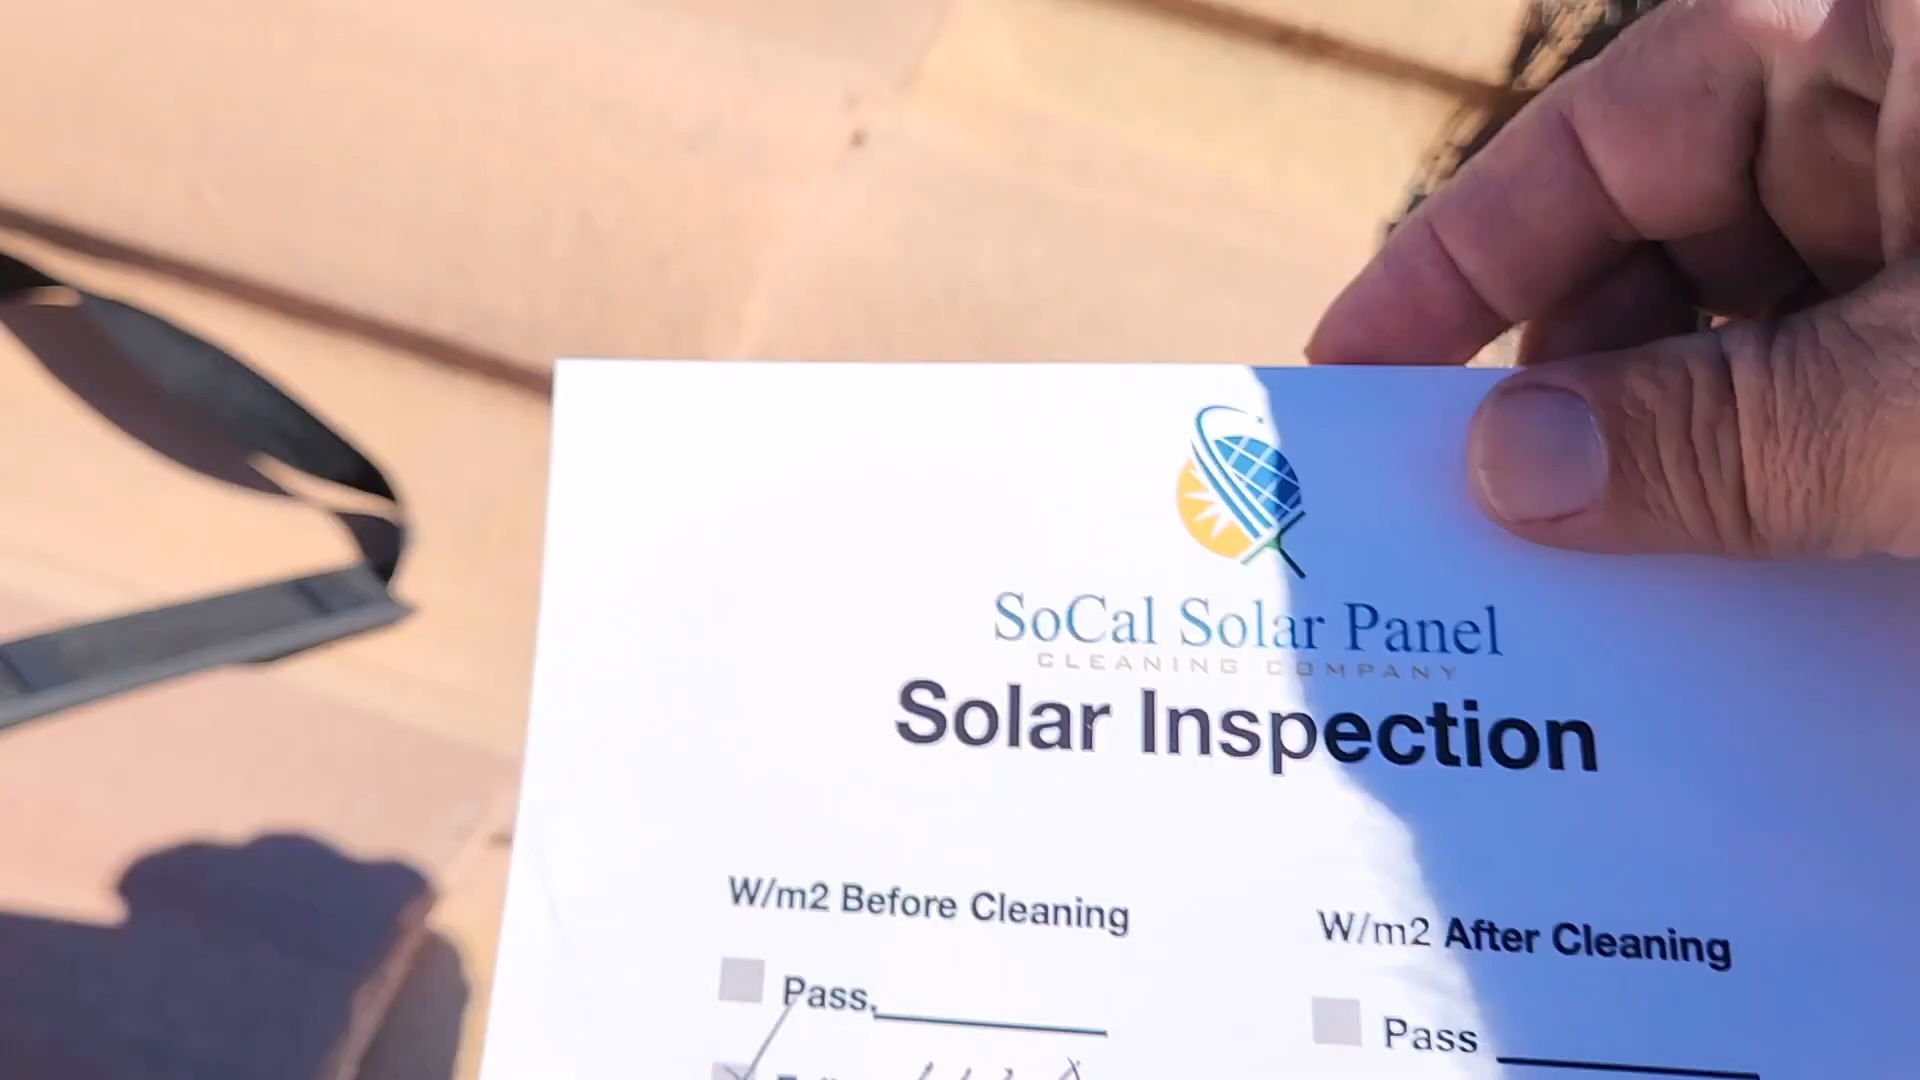 SoCal Solar Panel
CLEANING COMPANY
Solar Inspection
W/m2 Before Cleaning
W/m2 After Cleaning
Pass.
Pass